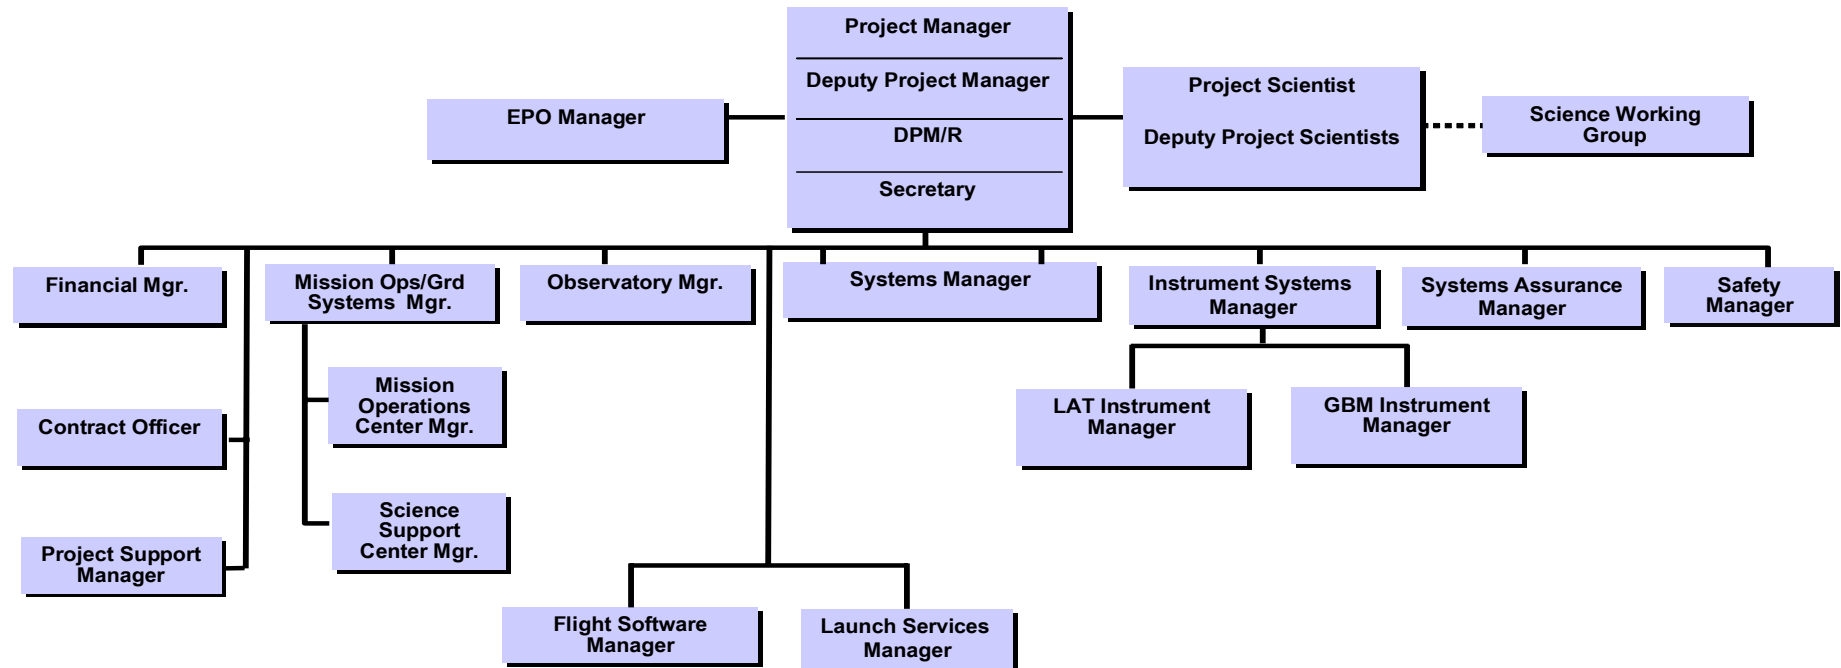 Project Manager
Deputy Project Manager
DPM/R
Secretary
EPO Manager
Project Scientist
Deputy Project Scientists
Science Working
Group
Financial Mgr.
Mission Ops/Grd
Systems Mgr.
Observatory Mgr.
Systems Manager
Instrument Systems
Manager
Systems Assurance
Manager
Safety
Manager
Contract Officer
Mission
Operations
Center Mgr.
LAT Instrument
Manager
GBM Instrument
Manager
Project Support
Manager
Science
Support
Center Mgr.
Flight Software
Manager
Launch Services
Manager